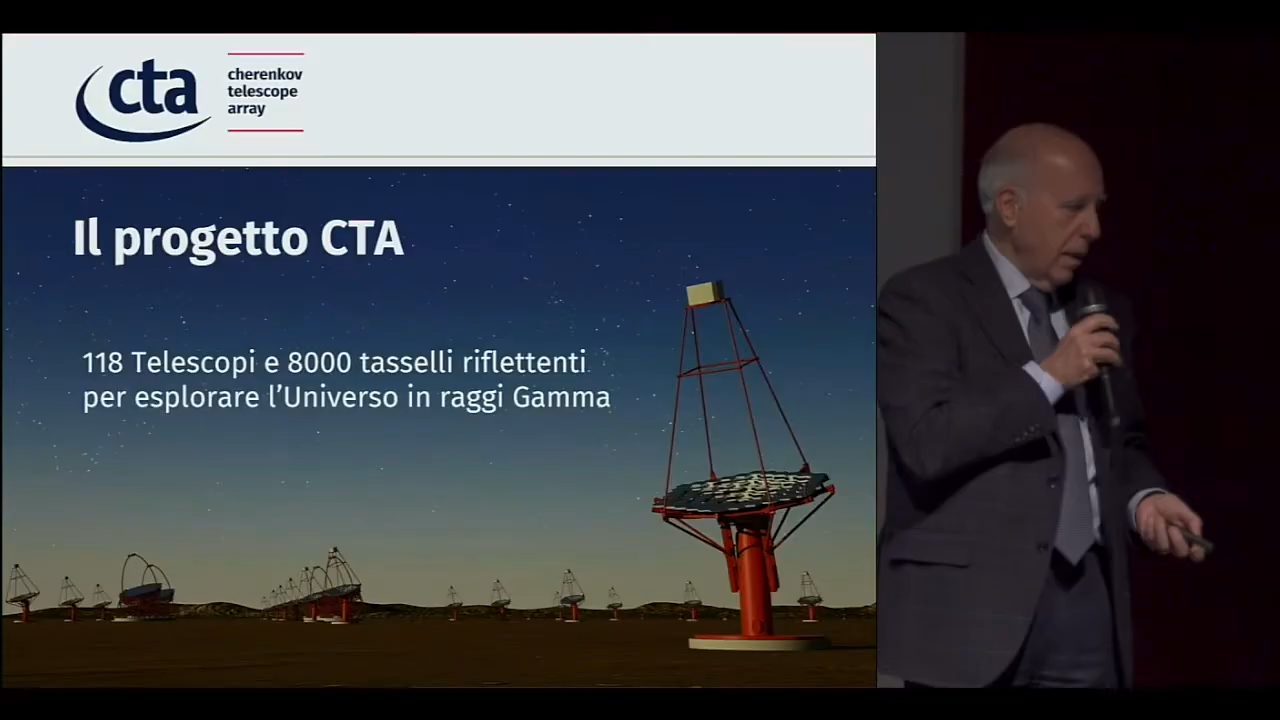 cta
cherenkov
telescope
array
Il progetto CTA
118 Telescopi e 8000 tasselli riflettenti
per esplorare l'Universo in raggi Gamma